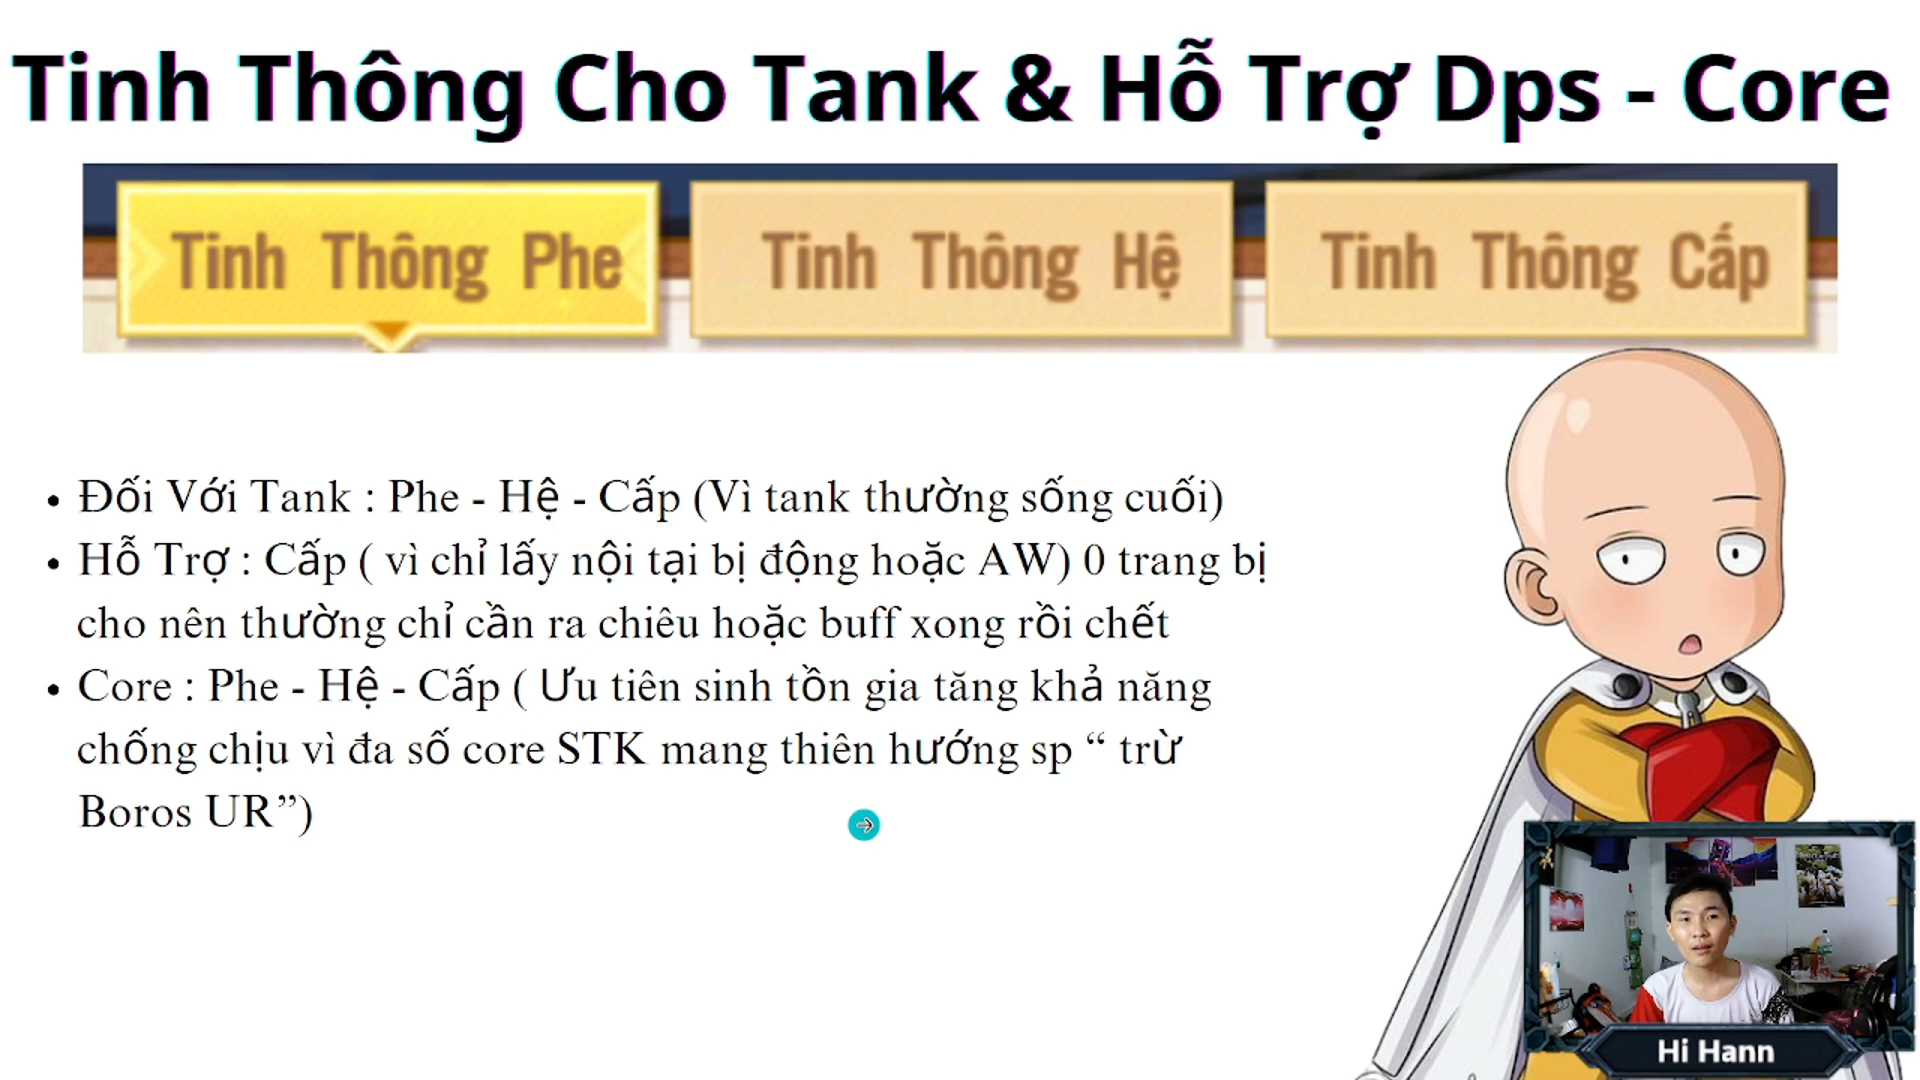 Tinh Thông Cho Tank & Hỗ Trợ Dps - Core
Tinh Thông Phe
Tinh Thông Hệ
Tinh Thông Cấp
• Đối Với Tank : Phe - Hệ - Cấp (Vì tank thường sống cuối)
• Hỗ Trợ : Cấp ( vì chỉ lấy nội tại bị động hoặc AW) 0 trang bị
cho nên thường chỉ cần ra chiêu hoặc buff xong rồi chết
• Core : Phe - Hệ - Cấp ( Ưu tiên sinh tồn gia tăng khả năng
chống chịu vì đa số core STK mang thiên hướng sp “ trừ
Boros UR”)
Hi Hann